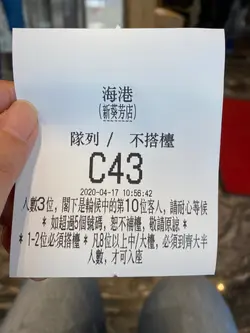 海港
(新葵芳店)
隊列 / 不搭檯
C43
2020-04-17 10:56:42
人數3位, 閣下是輪候中的第10位客人, 請耐心等候
* 如超過5個號碼, 恕不補檯, 敬請原諒 *
* 1-2位必須搭檯 * 凡8位以上中/大檯, 必須到齊大半
人數, 才可入座